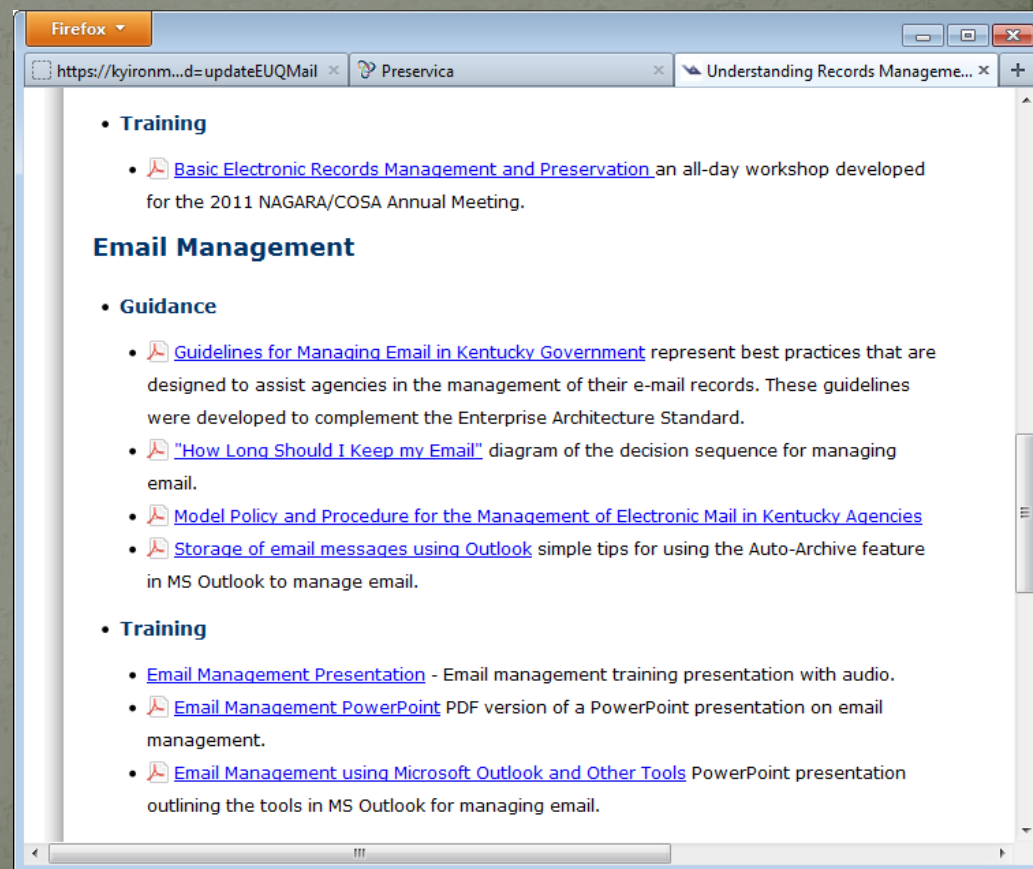 Firefox
https://kyironm...d=updateEUQMail
Preservica
Understanding Records Manageme...
• Training
• Basic Electronic Records Management and Preservation an all-day workshop developed
for the 2011 NAGARA/COSA Annual Meeting.
Email Management
• Guidance
• Guidelines for Managing Email in Kentucky Government represent best practices that are
designed to assist agencies in the management of their e-mail records. These guidelines
were developed to complement the Enterprise Architecture Standard.
• "How Long Should I Keep my Email" diagram of the decision sequence for managing
email.
• Model Policy and Procedure for the Management of Electronic Mail in Kentucky Agencies
• Storage of email messages using Outlook simple tips for using the Auto-Archive feature
in MS Outlook to manage email.
• Training
• Email Management Presentation - Email management training presentation with audio.
• Email Management PowerPoint PDF version of a PowerPoint presentation on email
management.
• Email Management using Microsoft Outlook and Other Tools PowerPoint presentation
outlining the tools in MS Outlook for managing email.